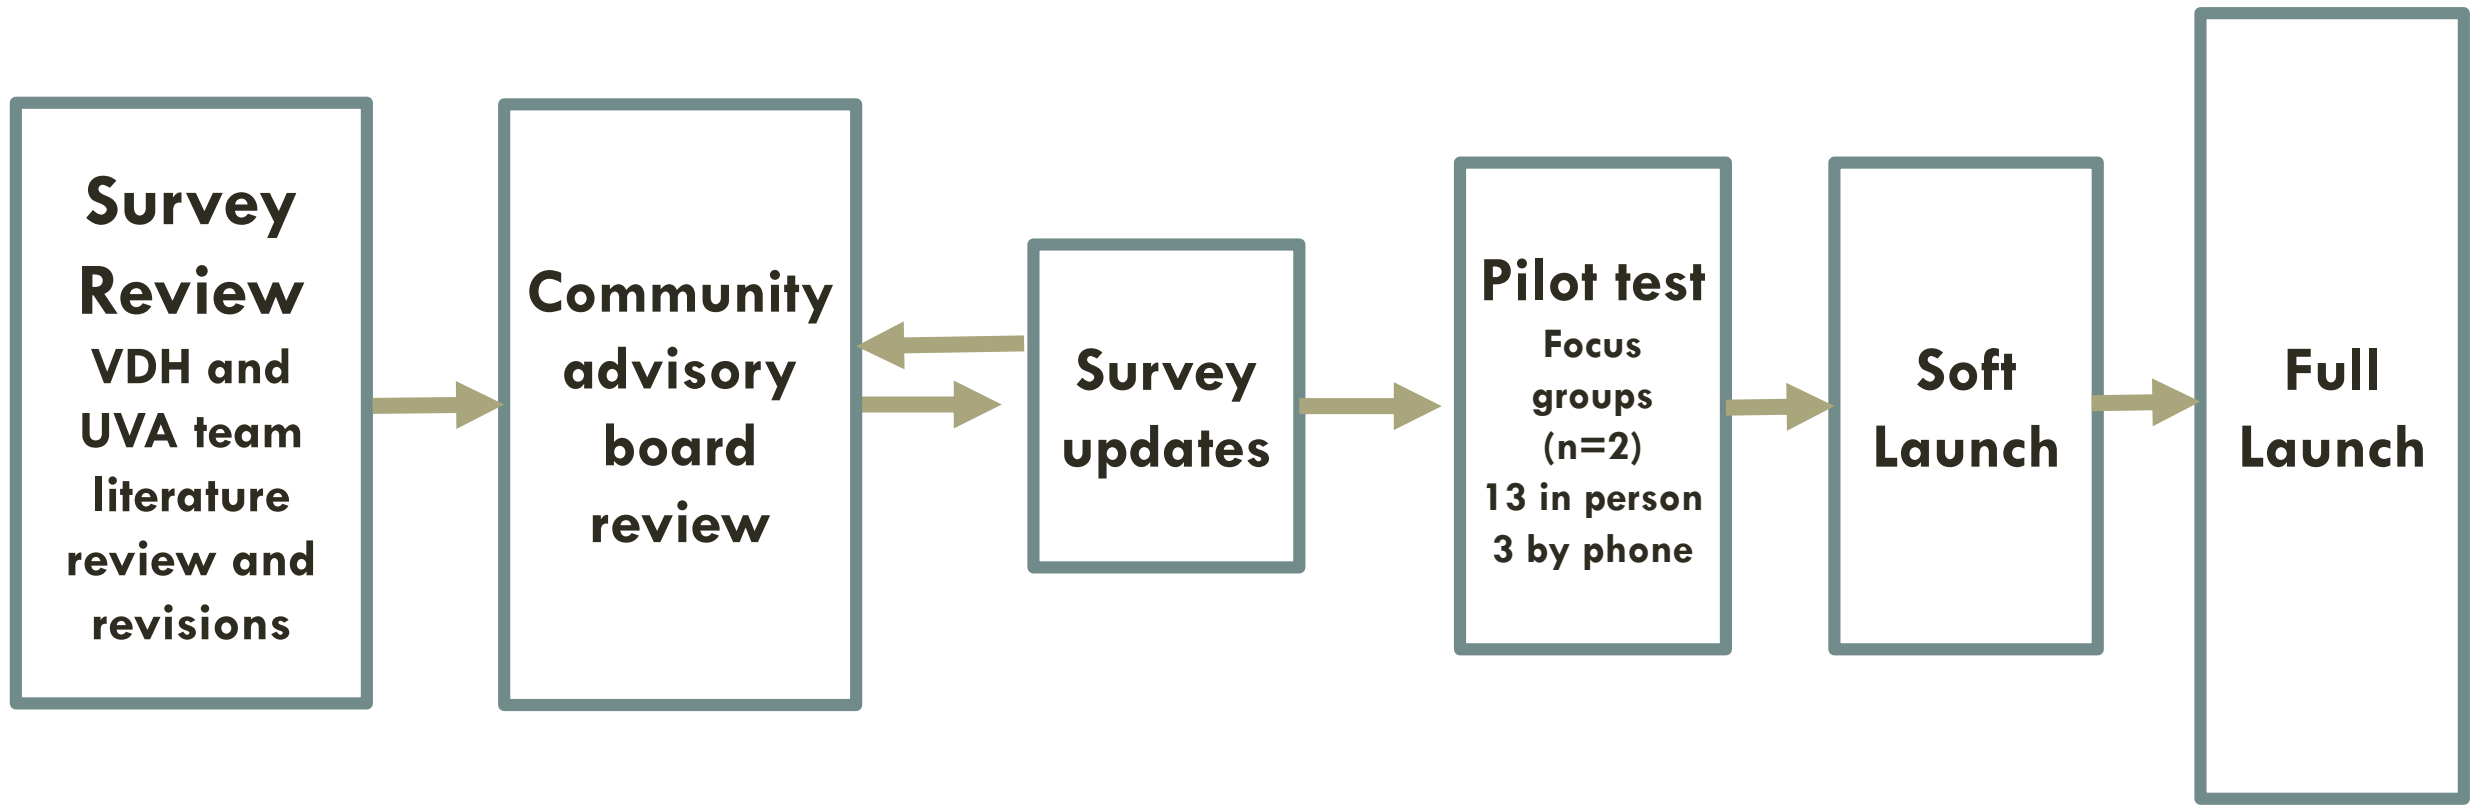 Survey
Review
VDH and
UVA team
literature
review and
revisions
Community
advisory
board
review
Survey
updates
Pilot test
Focus
groups
(n=2)
13 in person
3 by phone
Soft
Launch
Full
Launch